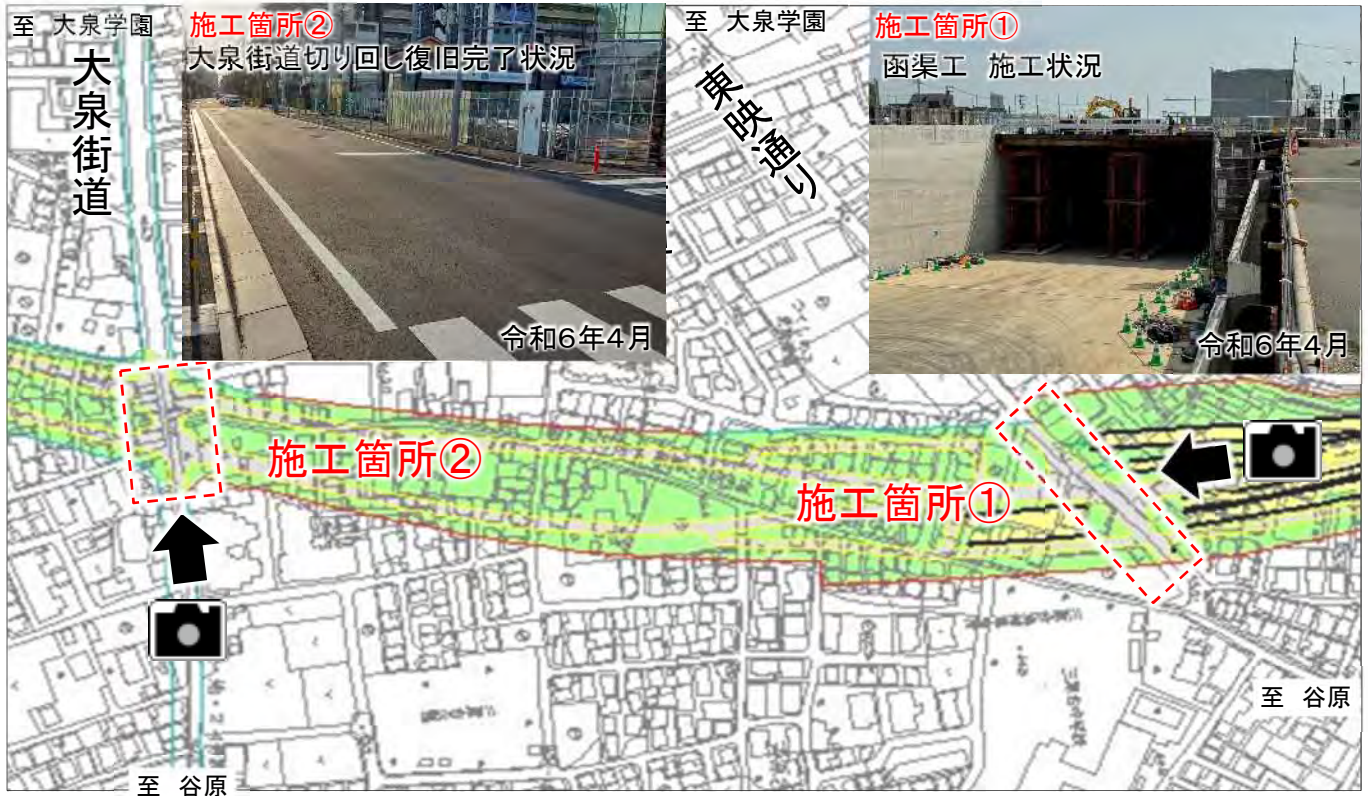 至 大泉学園
大泉街道
施工箇所②
大泉街道切り回し復旧完了状況
令和6年4月
至 大泉学園
東映通り
施工箇所①
函渠工 施工状況
令和6年4月
施工箇所②
施工箇所①
至 谷原
至 谷原